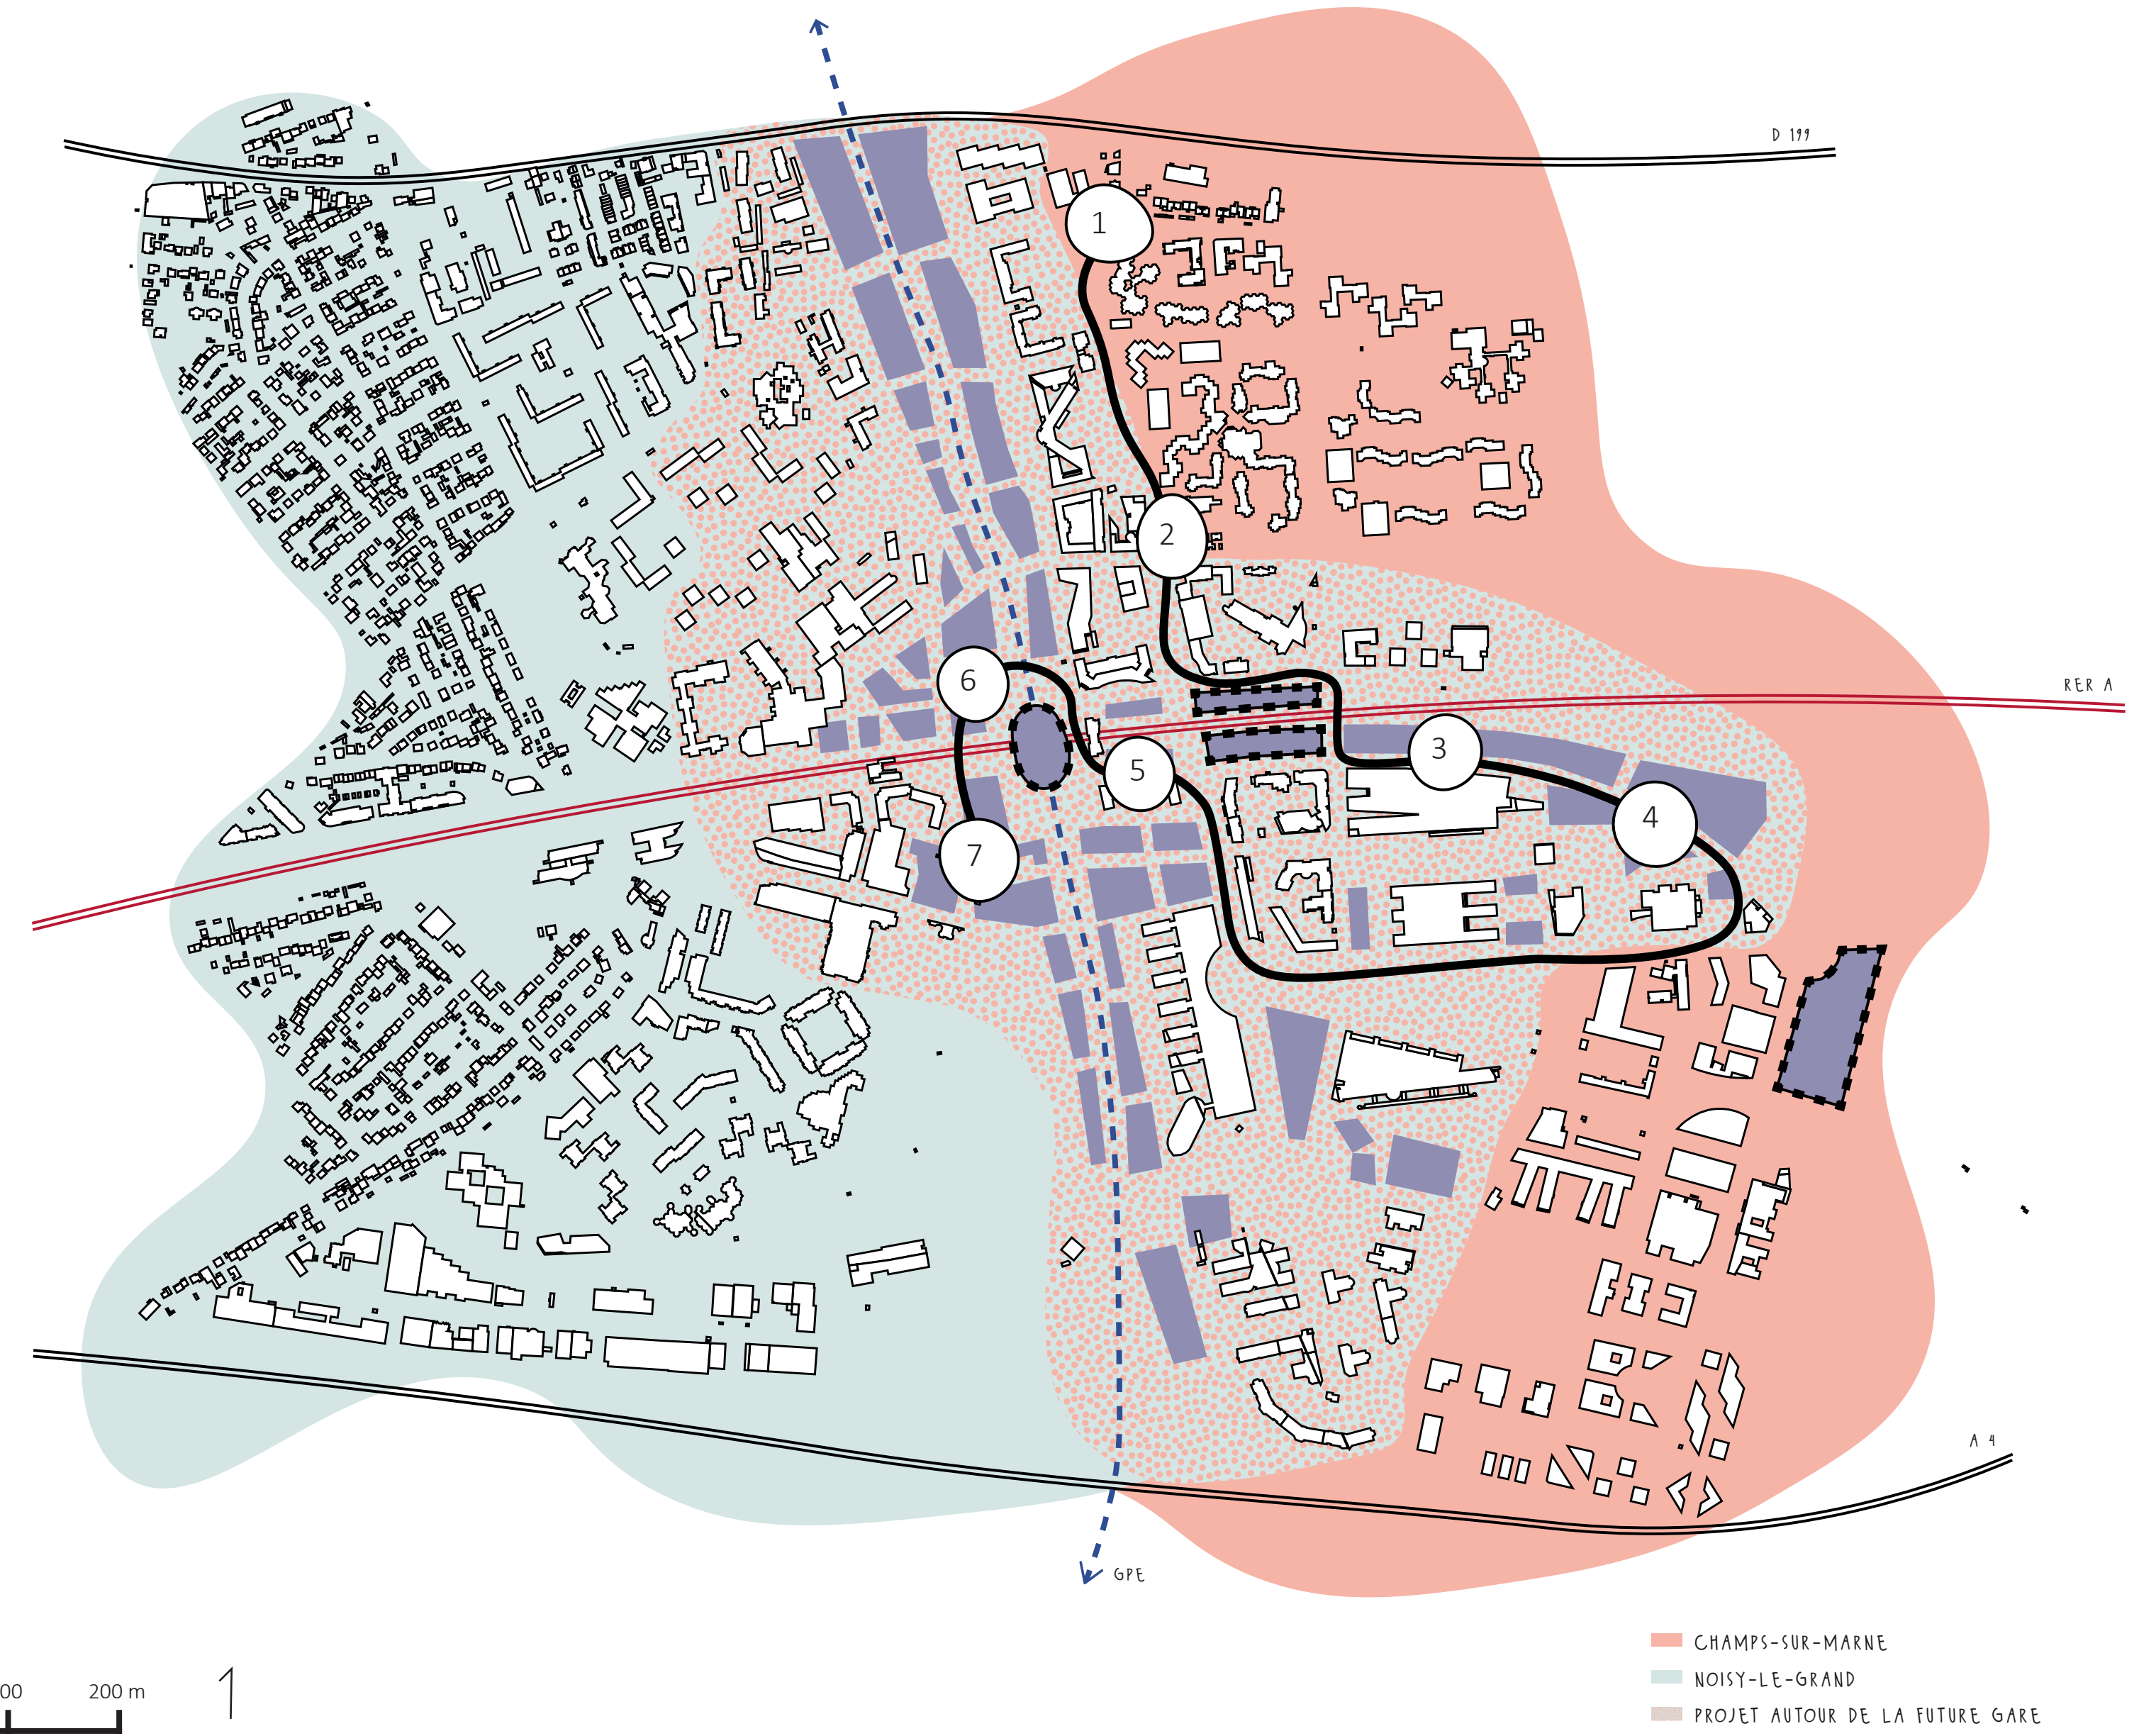 D 199
1
2
RER A
6
3
5
4
7
A 4
GPE
CHAMPS-SUR-MARNE
NOISY-LE-GRAND
00 200 m
PROJET AUTOUR DE LA FUTURE GARE